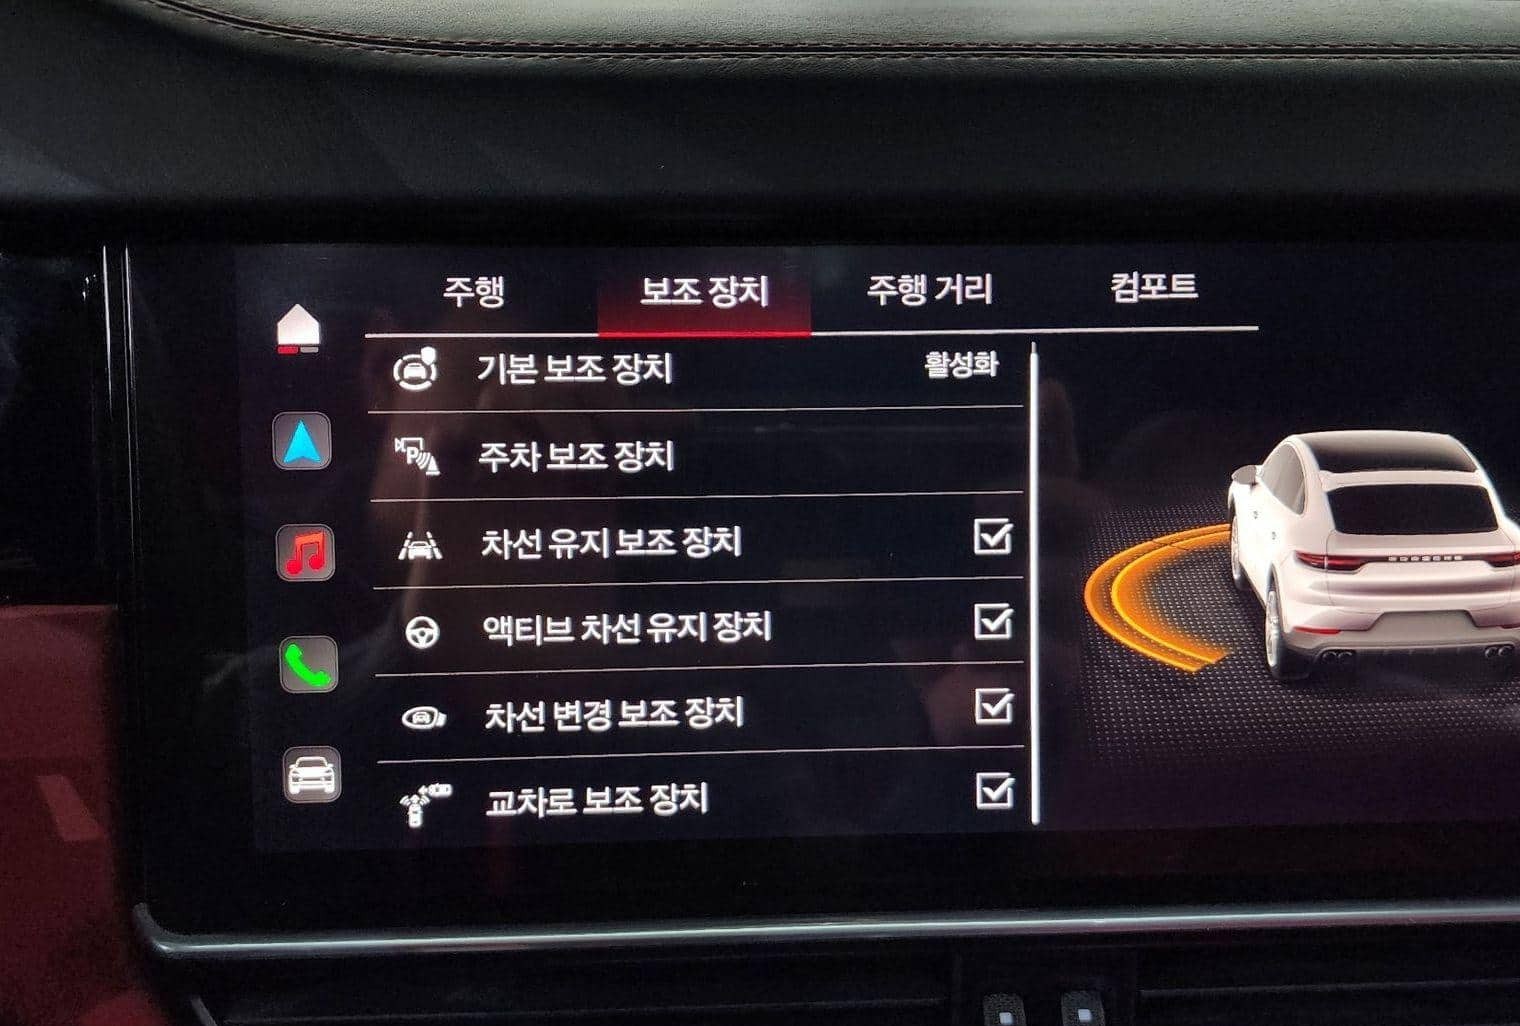 주행 보조 장치 주행 거리 컴포트
기본 보조 장치 활성화
주차 보조 장치
차선 유지 보조 장치
액티브 차선 유지 장치
차선 변경 보조 장치
교차로 보조 장치
P
PORSCHE